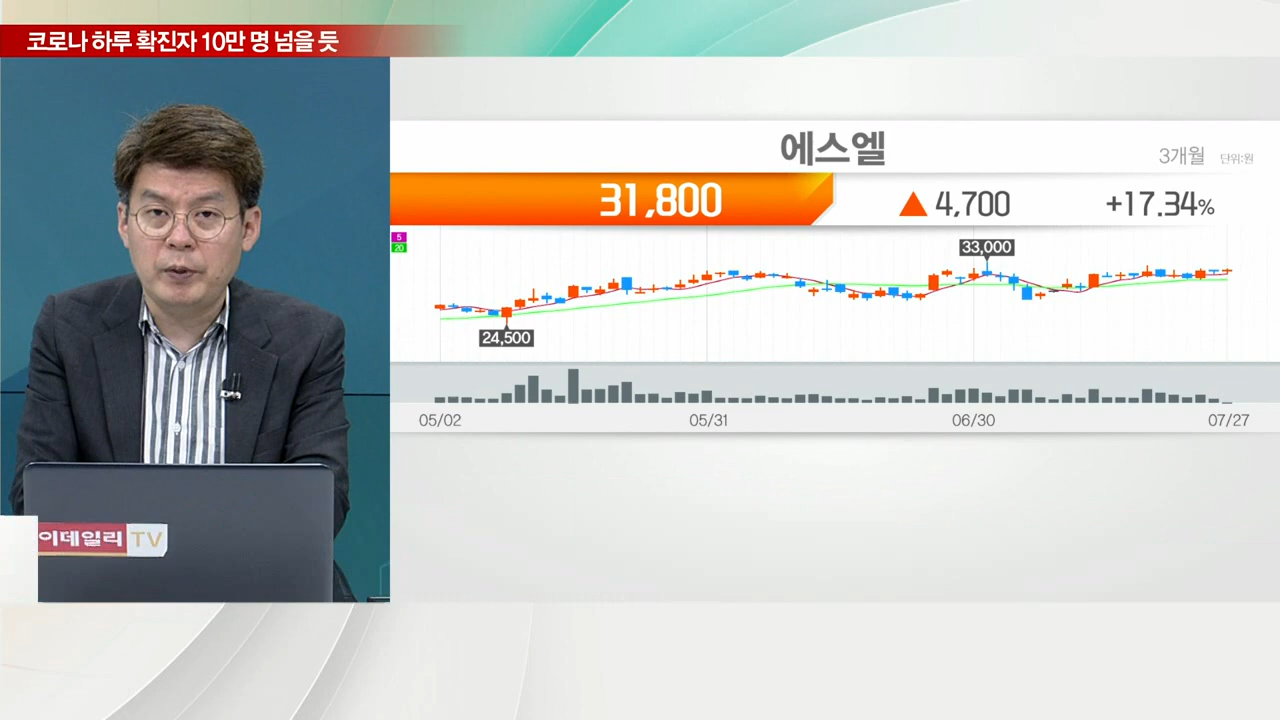 코로나 하루 확진자 10만 명 넘을 듯
에스엘
3개월 단위:원
31,800 ▲ 4,700 +17.34%
5
20
33,000
24,500
05/02 05/31 06/30 07/27
이데일리 TV